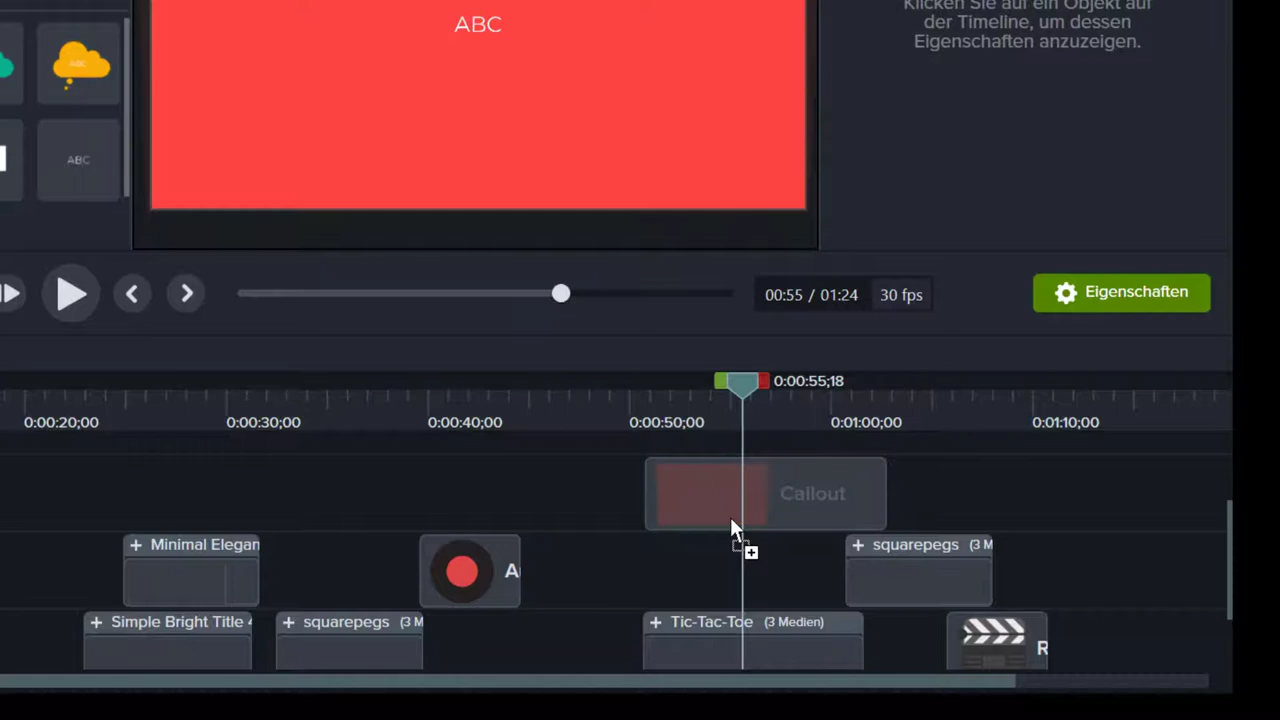 Klicken Sie auf ein Objekt auf
der Timeline, um dessen
Eigenschaften anzuzeigen.
ABC
ABC
ABC
00:55 / 01:24
30 fps
Eigenschaften
0:00:55;18
0:00:20;00
0:00:30;00
0:00:40;00
0:00:50;00
0:01:00;00
0:01:10;00
Callout
Minimal Elegan
A
squarepegs (3 M
Simple Bright Title 4
squarepegs (3 M
Tic-Tac-Toe (3 Medien)
R